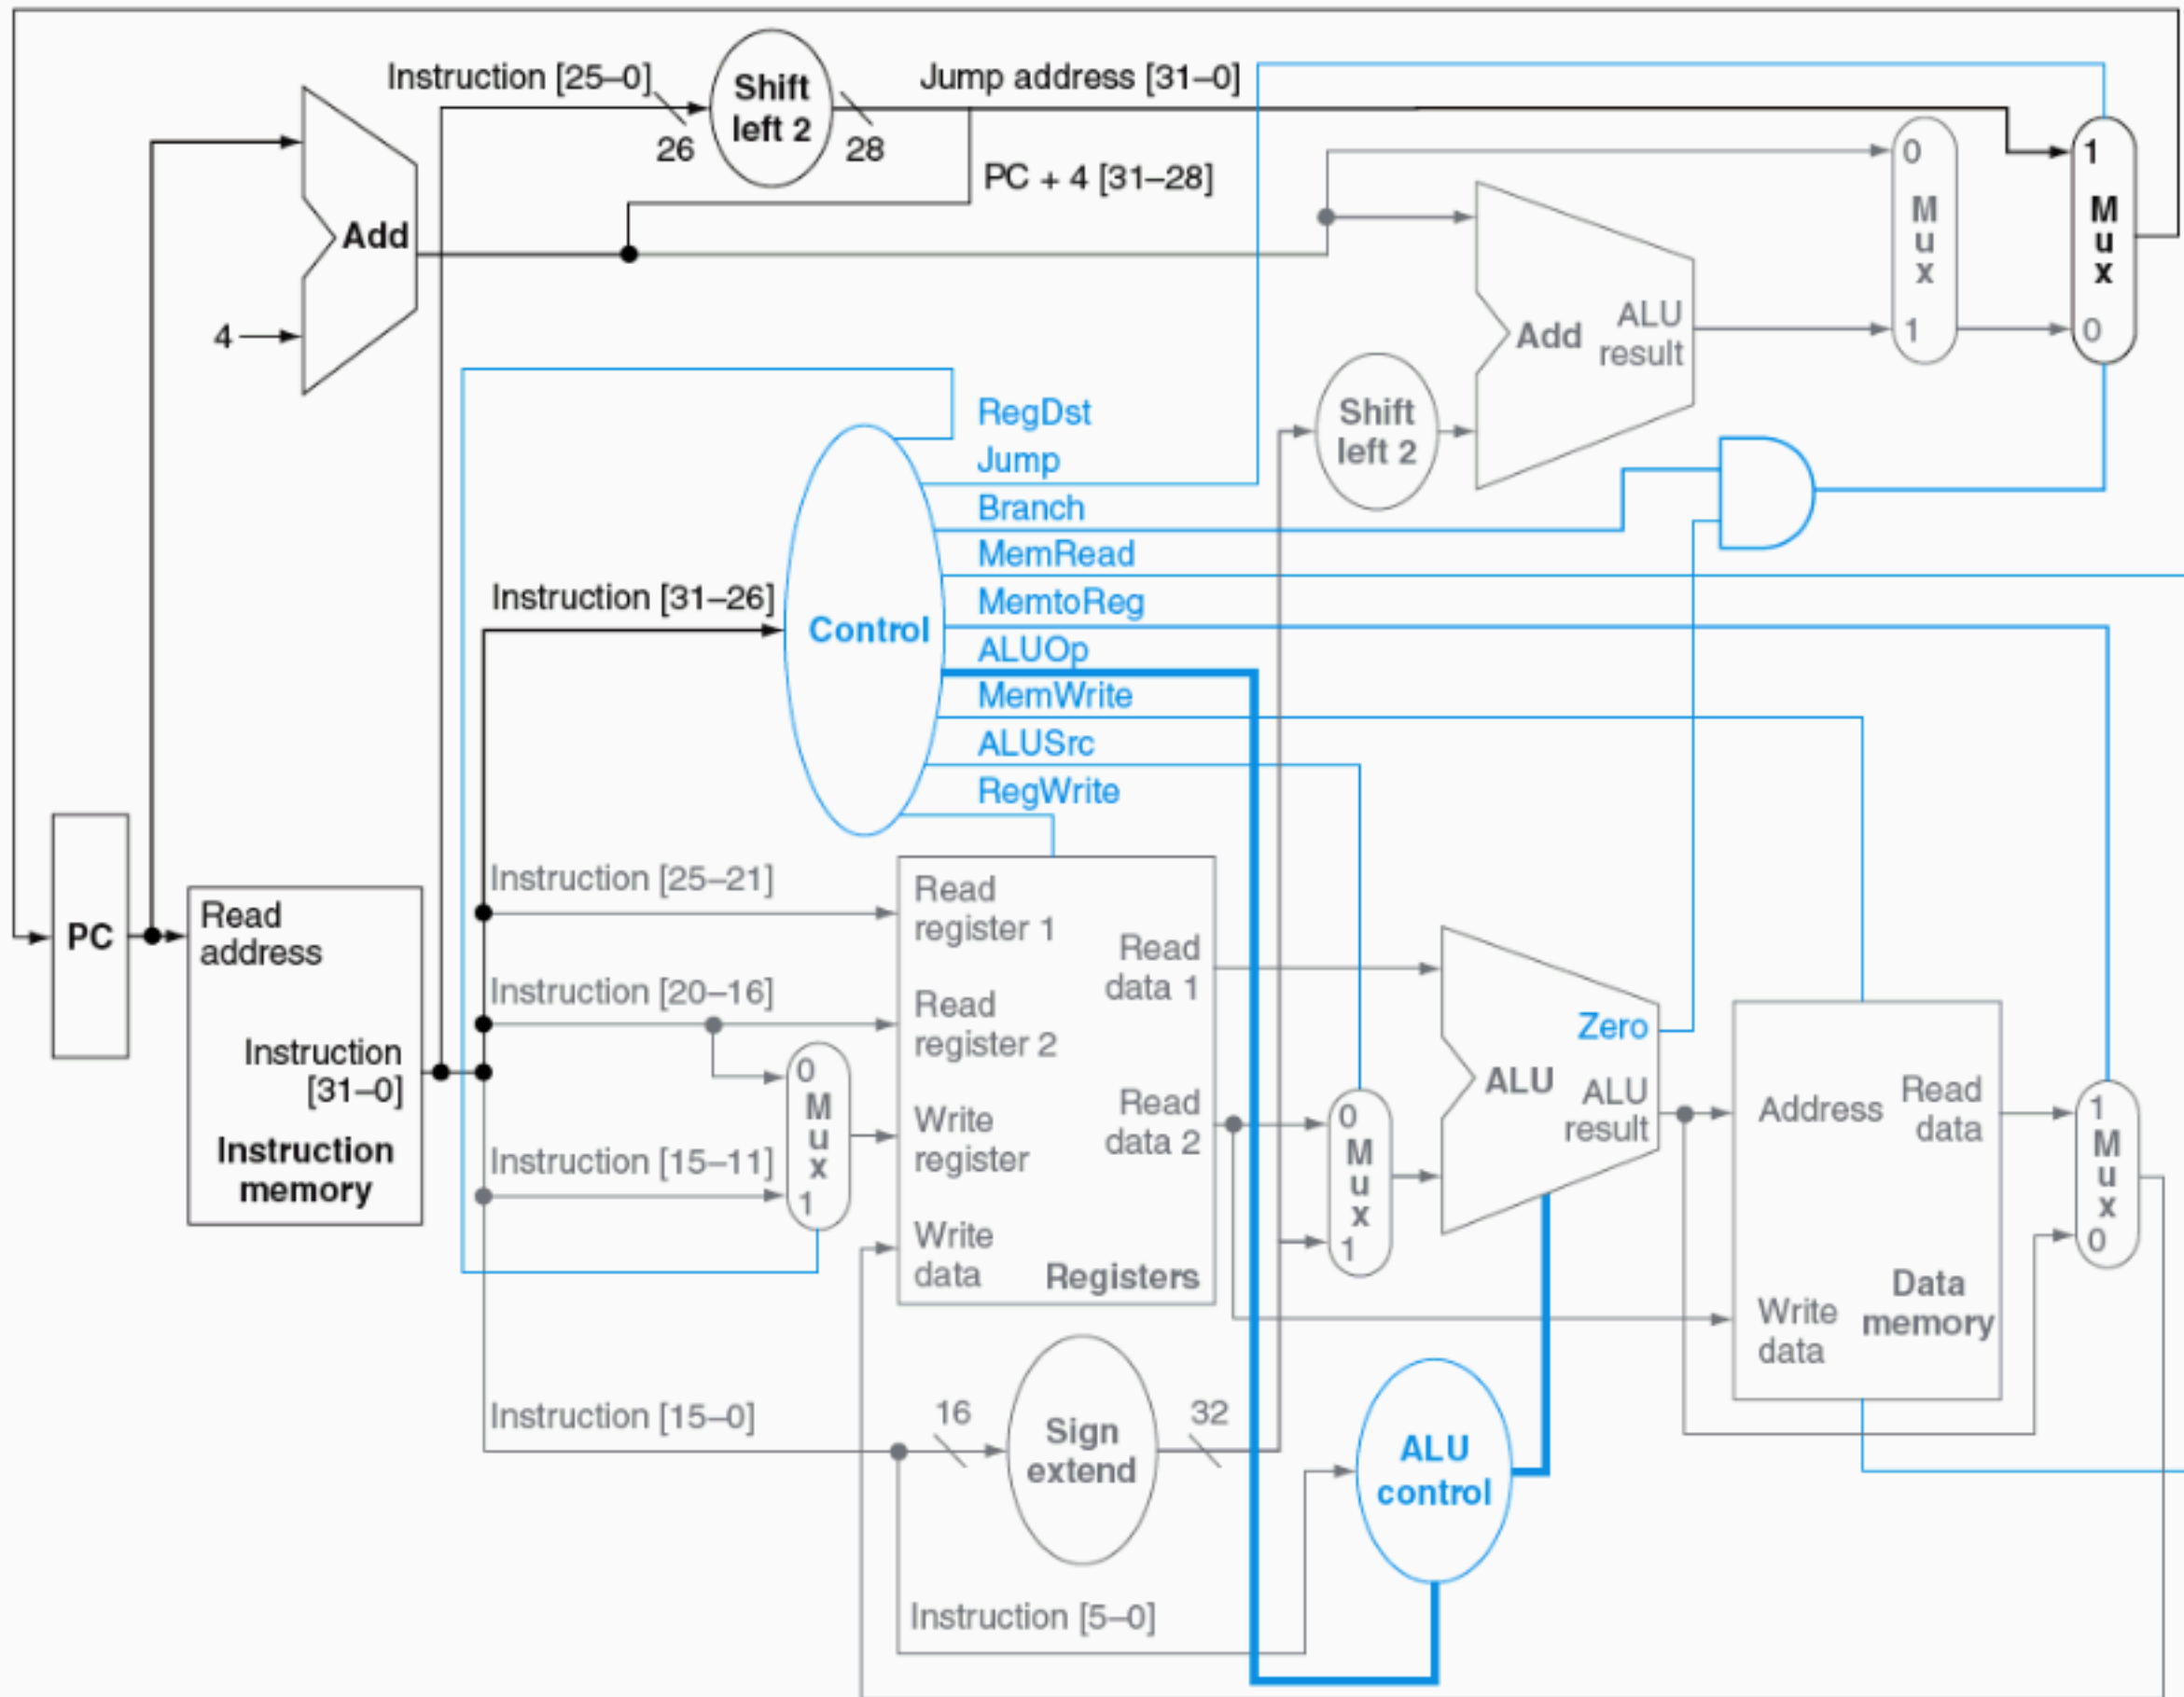 Instruction [25–0]
Shift
left 2
Jump address [31–0]
26
28
PC + 4 [31–28]
Add
4
0
M
u
x
1
1
M
u
x
0
Add
ALU
result
Shift
left 2
RegDst
Jump
Branch
MemRead
MemtoReg
ALUOp
MemWrite
ALUSrc
RegWrite
Instruction [31–26]
Control
PC
Read
address
Instruction
[31–0]
Instruction
memory
Instruction [25–21]
Instruction [20–16]
Instruction [15–11]
0
M
u
x
1
Read
register 1
Read
register 2
Write
register
Write
data
Read
data 1
Read
data 2
Registers
0
M
u
x
1
Zero
ALU
ALU
result
Address
Read
data
Write
data
Data
memory
1
M
u
x
0
Instruction [15–0]
16
Sign
extend
32
ALU
control
Instruction [5–0]